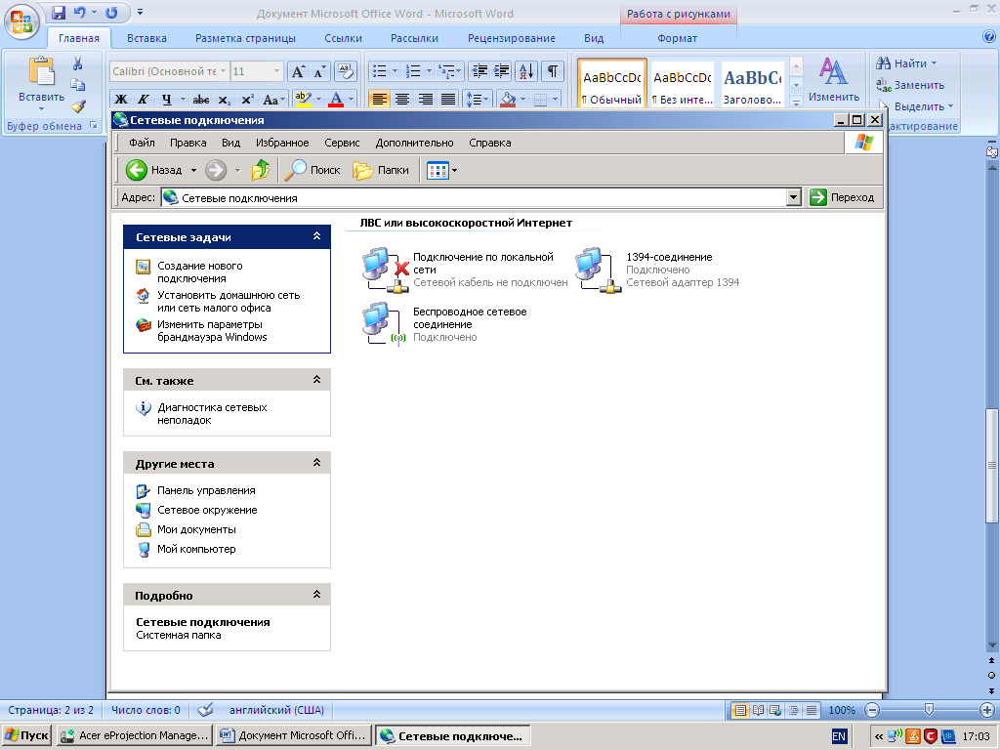 Документ Microsoft Office Word - Microsoft Word
Работа с рисунками
Главная
Вставка
Разметка страницы
Ссылки
Рассылки
Рецензирование
Вид
Формат
Вставить
Буфер обмена
Calibri (Основной те
11
Ж К Ч abc x₂ x² Aa
AaBbCcDc AaBbCcDc AaBbCc
¶ Обычный ¶ Без инте... Заголово...
Изменить
Найти
Заменить
Выделить
дактирование
Сетевые подключения
Файл Правка Вид Избранное Сервис Дополнительно Справка
Назад Поиск Папки
Адрес: Сетевые подключения Переход
Сетевые задачи
Создание нового
подключения
Установить домашнюю сеть
или сеть малого офиса
Изменить параметры
брандмауэра Windows
См. также
Диагностика сетевых
неполадок
Другие места
Панель управления
Сетевое окружение
Мои документы
Мой компьютер
Подробно
Сетевые подключения
Системная папка
ЛВС или высокоскоростной Интернет
Подключение по локальной
сети
Сетевой кабель не подключен
1394-соединение
Подключено
Сетевой адаптер 1394
Беспроводное сетевое
соединение
Подключено
Страница: 2 из 2 Число слов: 0 английский (США) 100%
Пуск Acer eProjection Manage... Документ Microsoft Offi... Сетевые подключе... EN « 17:03